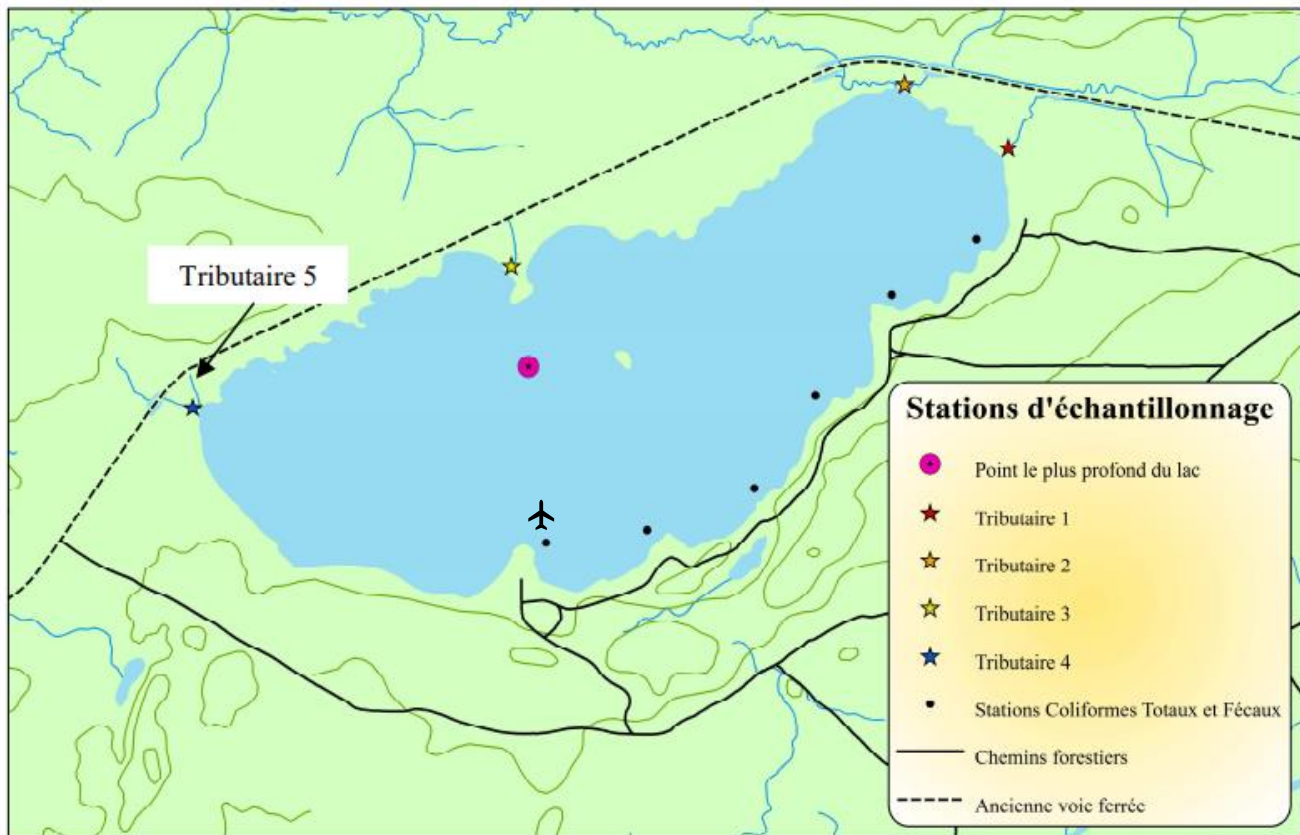 Tributaire 5
Stations d'échantillonnage
Point le plus profond du lac
Tributaire 1
Tributaire 2
Tributaire 3
Tributaire 4
Stations Coliformes Totaux et Fécaux
Chemins forestiers
Ancienne voie ferrée